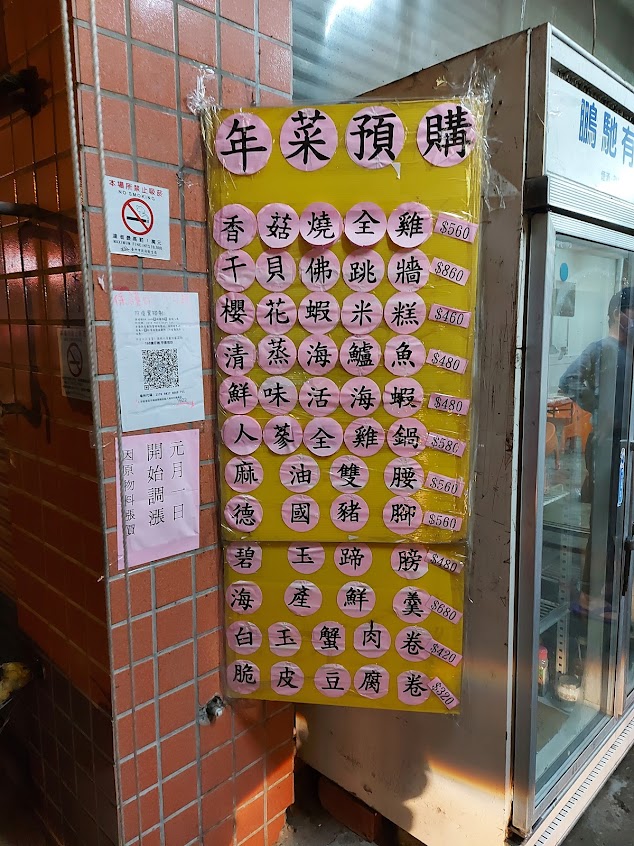 年菜預購
香菇燒全雞 $560
干貝佛跳牆 $860
櫻花蝦米糕 $460
清蒸海鱸魚 $480
鮮味活海蝦 $480
人蔘全雞鍋 $580
麻油雙腰 $560
德國豬腳 $560
碧玉蹄膀 $480
海產鮮羹 $680
白玉蟹肉卷 $420
脆皮豆腐卷 $320
本場所禁止吸菸
NO SMOKING
元月一日
開始調漲
因原物料漲價
鵬馳有